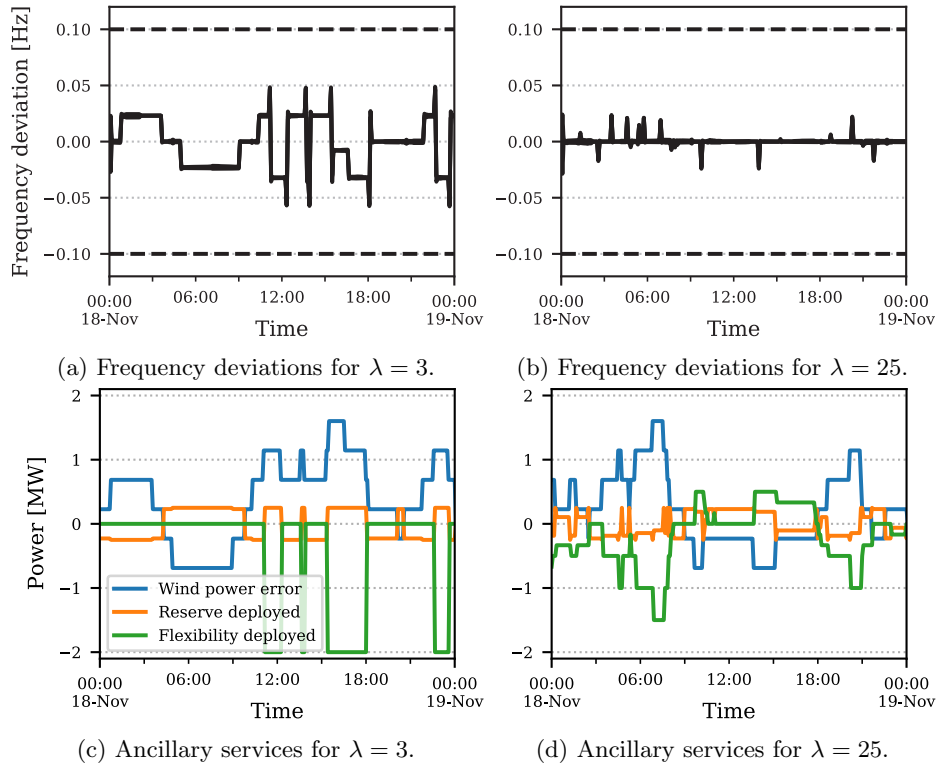 Frequency deviation [Hz]
0.10
0.05
0.00
−0.05
−0.10
00:00
18-Nov
06:00
12:00
18:00
00:00
19-Nov
Time
(a) Frequency deviations for λ = 3.
0.10
0.05
0.00
−0.05
−0.10
00:00
18-Nov
06:00
12:00
18:00
00:00
19-Nov
Time
(b) Frequency deviations for λ = 25.
Power [MW]
2
1
0
−1
−2
Wind power error
Reserve deployed
Flexibility deployed
00:00
18-Nov
06:00
12:00
18:00
00:00
19-Nov
Time
(c) Ancillary services for λ = 3.
2
1
0
−1
−2
00:00
18-Nov
06:00
12:00
18:00
00:00
19-Nov
Time
(d) Ancillary services for λ = 25.